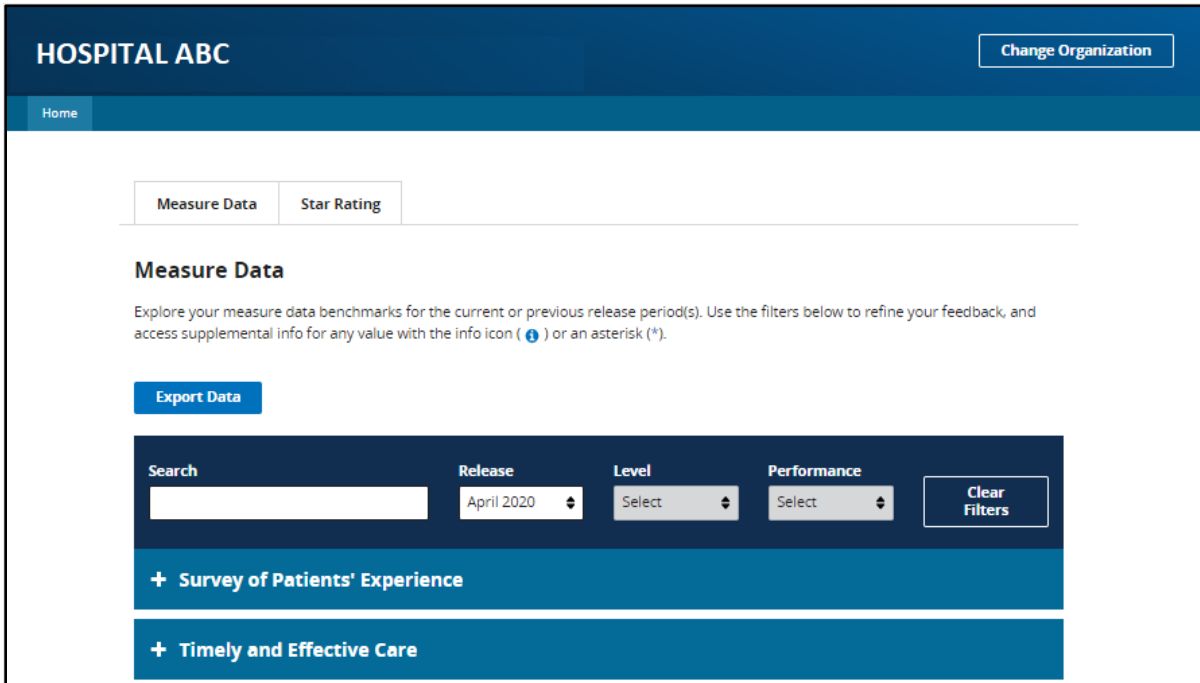 HOSPITAL ABC
Change Organization
Home
Measure Data
Star Rating
Measure Data
Explore your measure data benchmarks for the current or previous release period(s). Use the filters below to refine your feedback, and
access supplemental info for any value with the info icon ( i ) or an asterisk (*).
Export Data
Search
Release
Level
Performance
April 2020
Select
Select
Clear
Filters
+ Survey of Patients' Experience
+ Timely and Effective Care